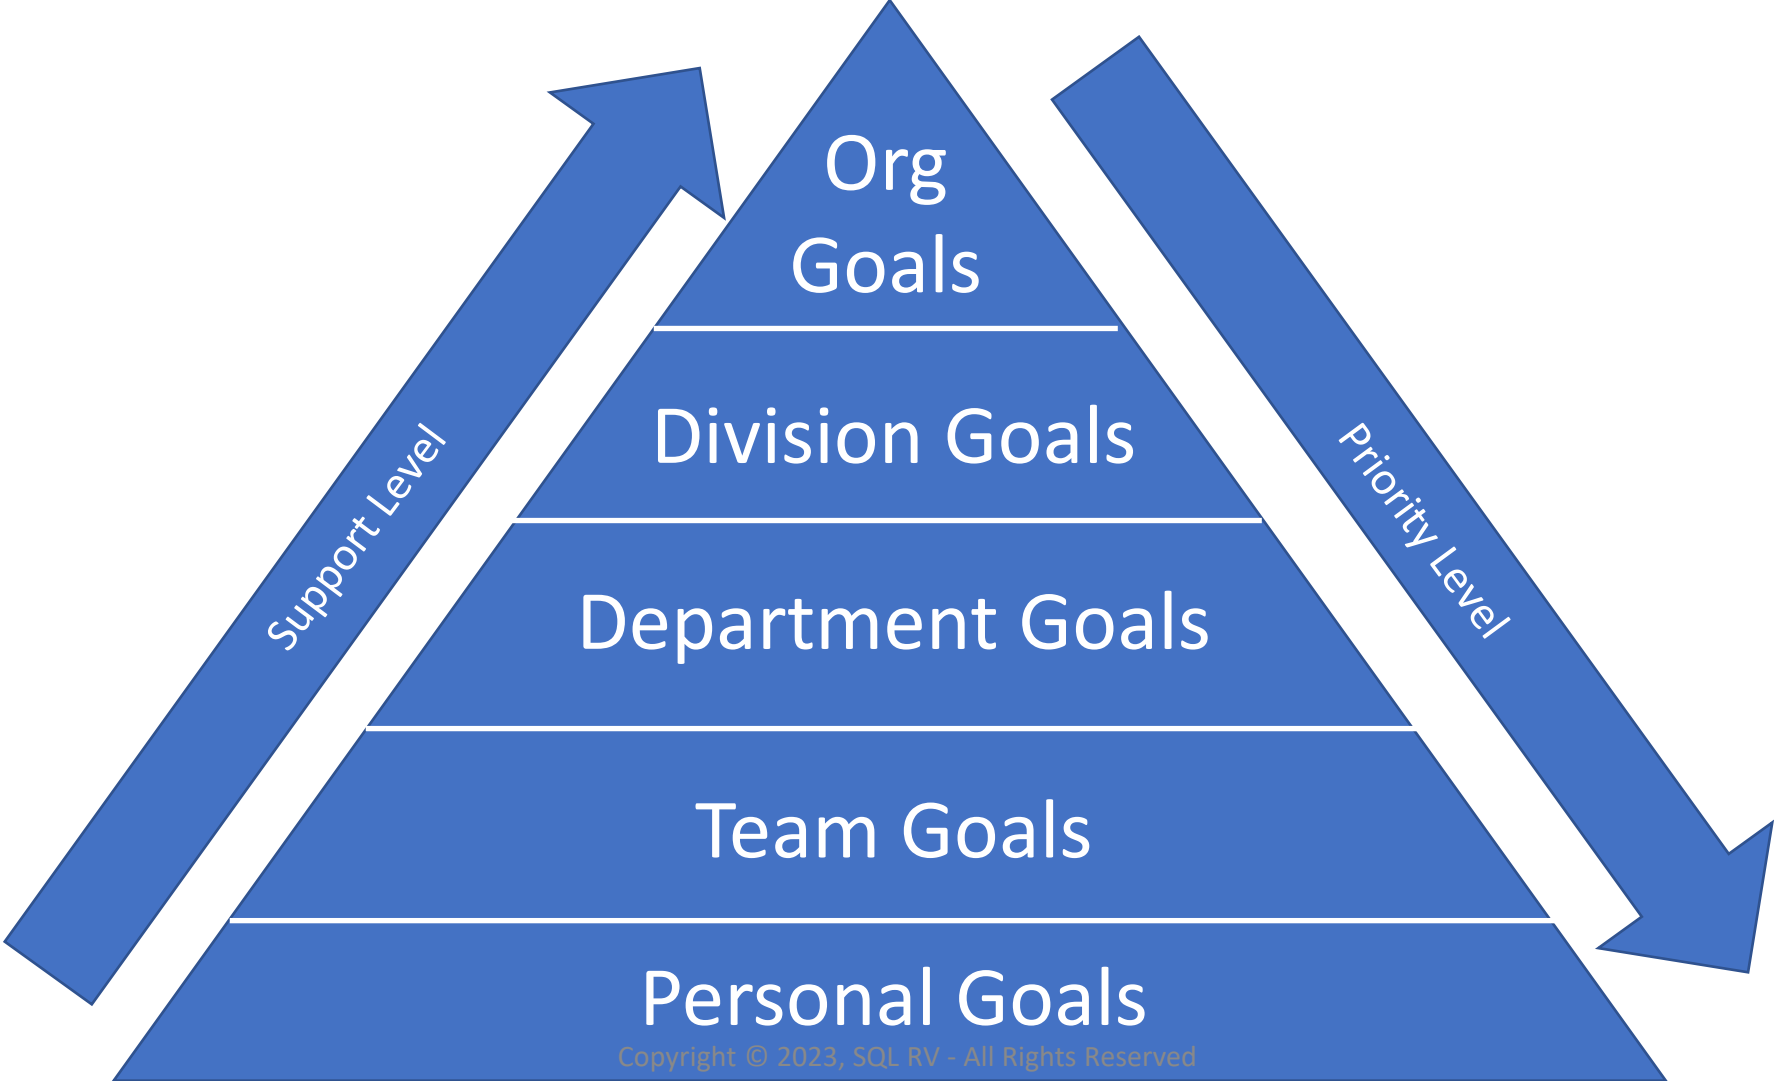 Org
Goals
Division Goals
Department Goals
Team Goals
Personal Goals
Support Level
Priority Level
Copyright © 2023, SQL RV - All Rights Reserved